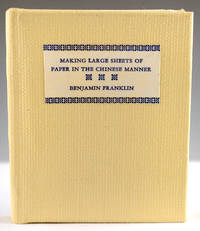 MAKING LARGE SHEETS OF
PAPER IN THE CHINESE MANNER
BENJAMIN FRANKLIN